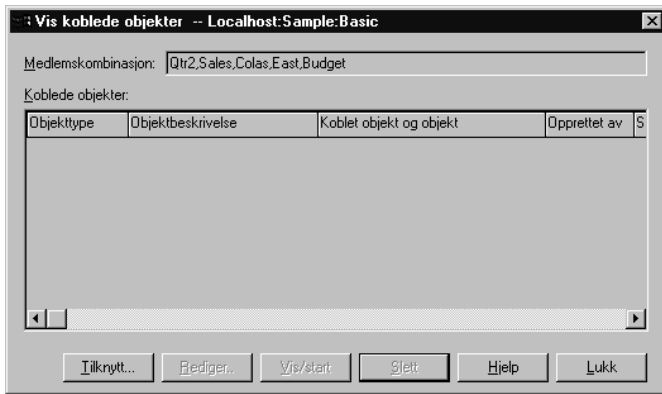 Vis koblede objekter -- Localhost:Sample:Basic
Medlemskombinasjon: Qtr2,Sales,Colas,East,Budget
Koblede objekter:
Objekttype Objektbeskrivelse Koblet objekt og objekt Opprettet av S
Tilknytt... Rediger.. Vis/start Slett Hjelp Lukk